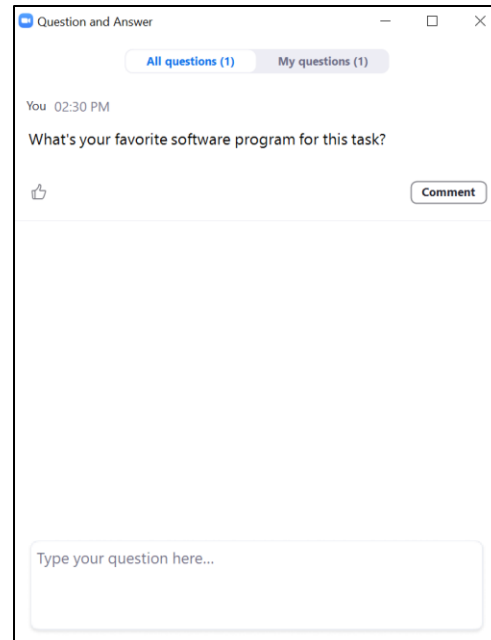 Question and Answer
All questions (1) My questions (1)
You 02:30 PM
What's your favorite software program for this task?
Comment
Type your question here...